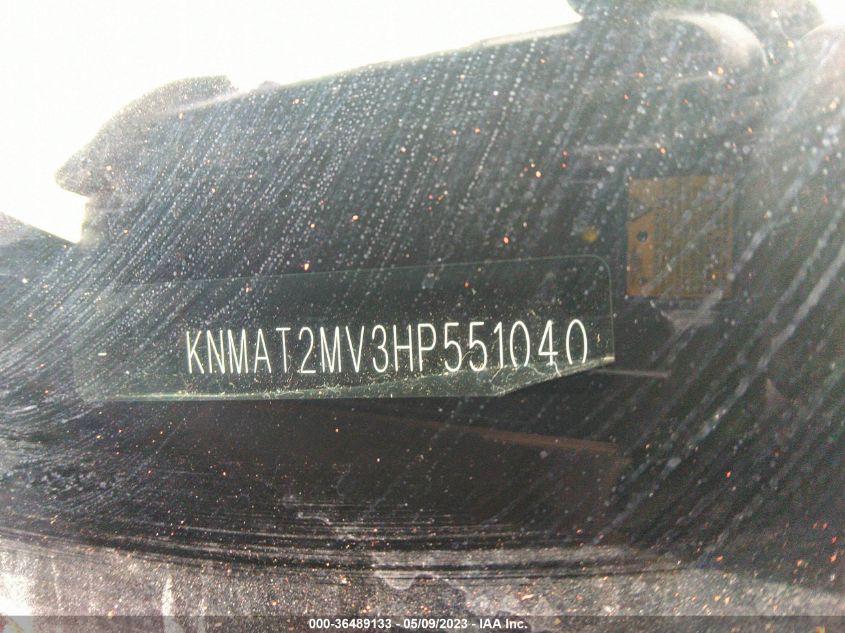 KNMAT2MV3HP551040
000-36489133 - 05/09/2023 - IAA Inc.